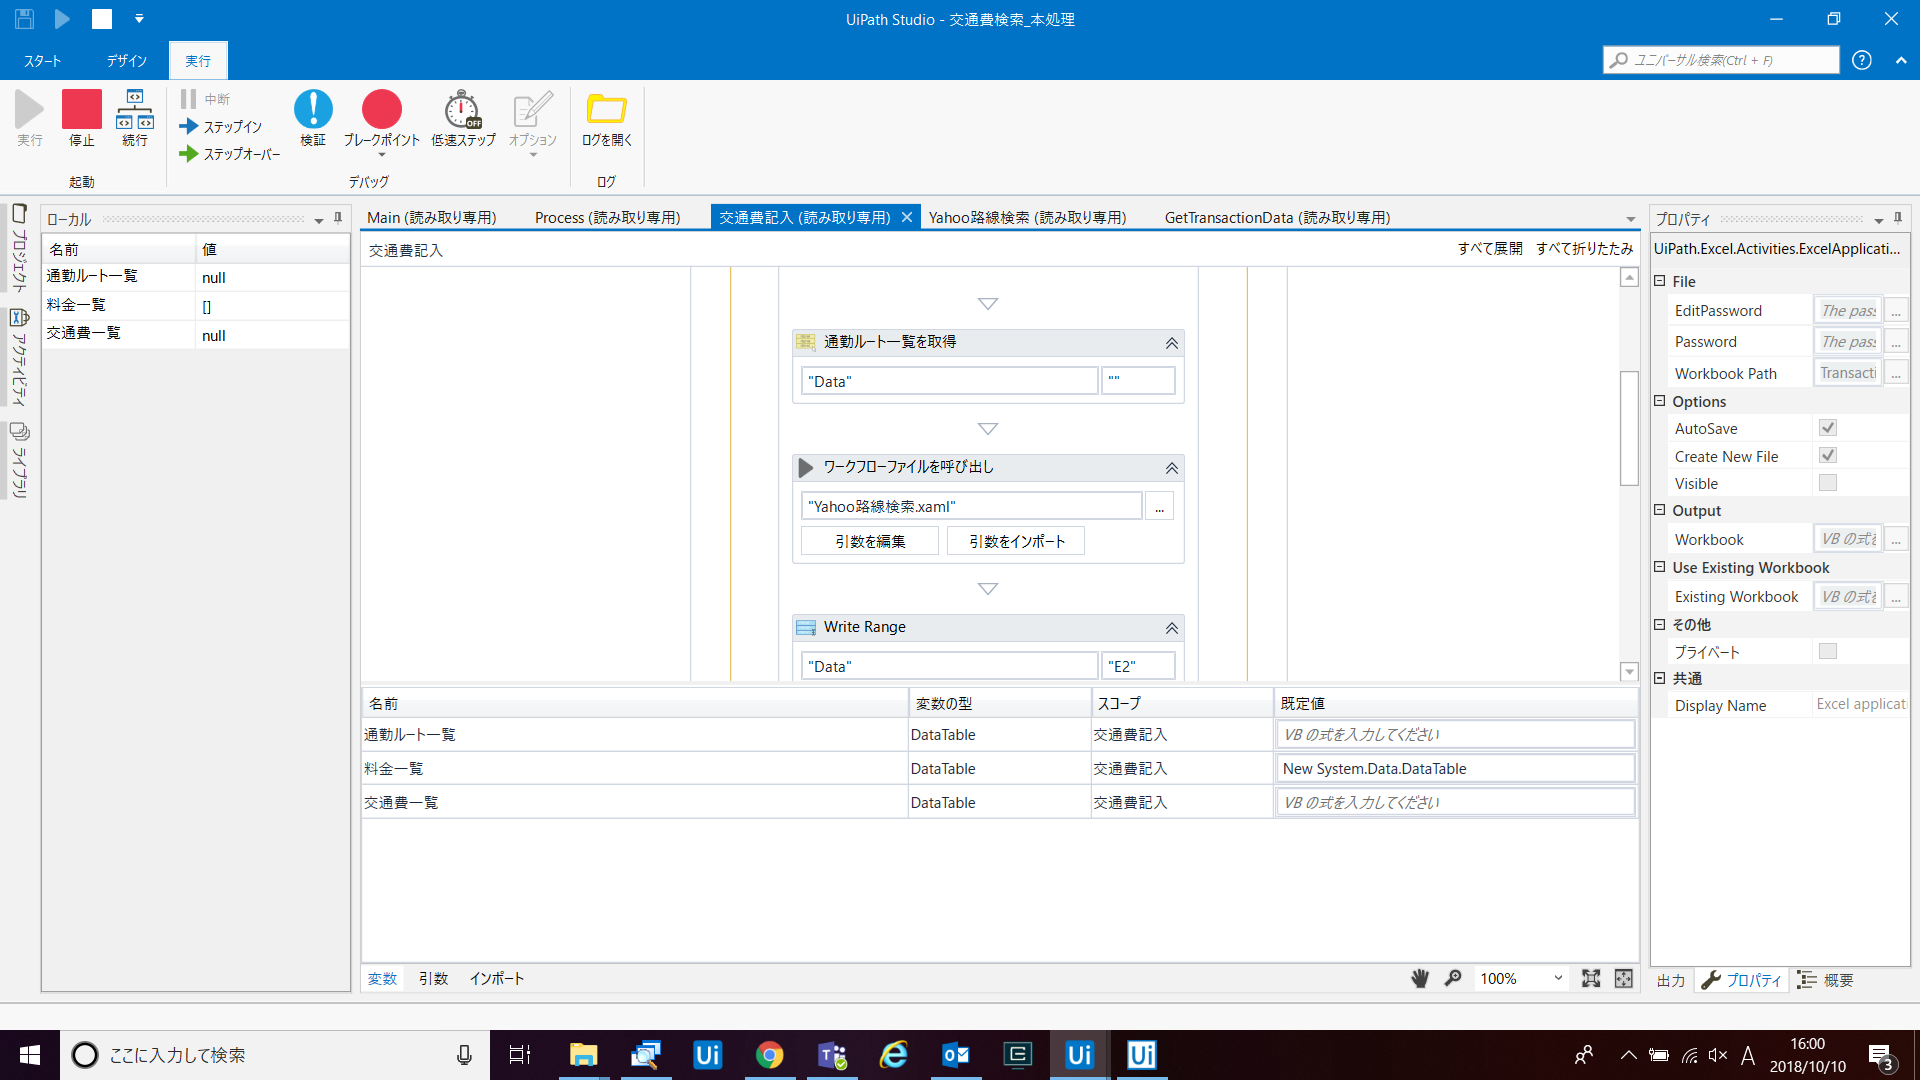 UiPath Studio - 交通費検索_本処理
スタート
デザイン
実行
ユニバーサル検索(Ctrl + F)
実行
停止
続行
起動
中断
ステップイン
ステップオーバー
検証
ブレークポイント
低速ステップ
OFF
オプション
デバッグ
ログを開く
ログ
プロジェクト
アクティビティ
ライブラリ
ローカル
名前 値
通勤ルート一覧 null
料金一覧 []
交通費一覧 null
Main (読み取り専用)
Process (読み取り専用)
交通費記入 (読み取り専用)
Yahoo路線検索 (読み取り専用)
GetTransactionData (読み取り専用)
交通費記入
すべて展開 すべて折りたたみ
通勤ルート一覧を取得
"Data" ""
ワークフローファイルを呼び出し
"Yahoo路線検索.xaml" ...
引数を編集 引数をインポート
Write Range
"Data" "E2"
名前 変数の型 スコープ 既定値
通勤ルート一覧 DataTable 交通費記入 VB の式を入力してください
料金一覧 DataTable 交通費記入 New System.Data.DataTable
交通費一覧 DataTable 交通費記入 VB の式を入力してください
変数 引数 インポート
100%
プロパティ
UiPath.Excel.Activities.ExcelApplicati...
File
EditPassword The pass ...
Password The pass ...
Workbook Path Transacti ...
Options
AutoSave
Create New File
Visible
Output
Workbook VB の式を ...
Use Existing Workbook
Existing Workbook VB の式を ...
その他
プライベート
共通
Display Name Excel applicati
出力 プロパティ 概要
ここに入力して検索
Ui
Ui
Ui
A
16:00
2018/10/10
3